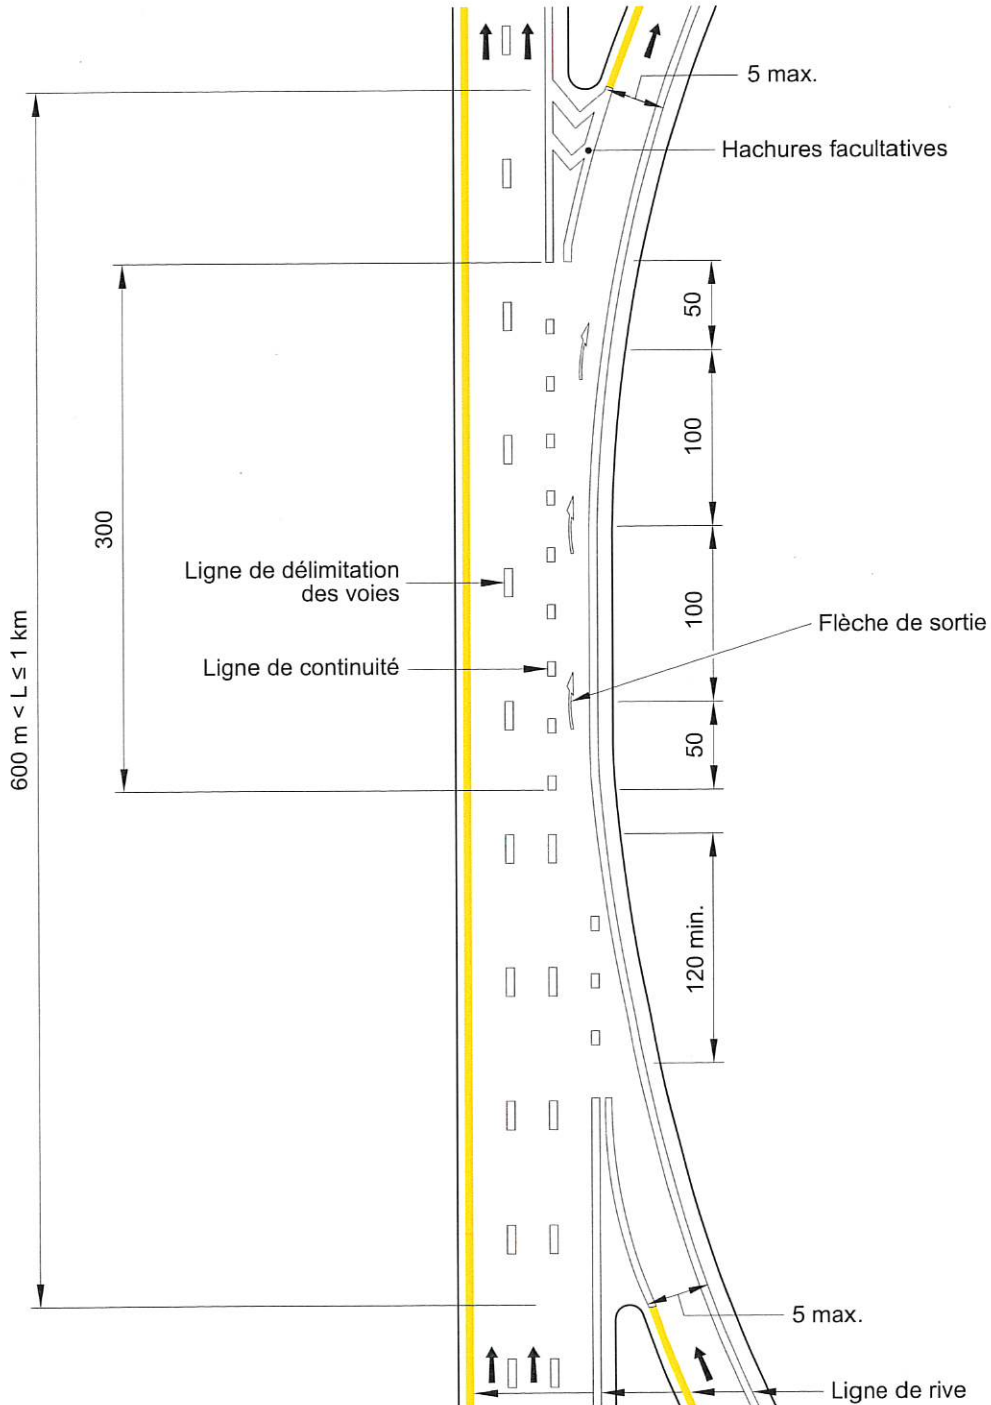 5 max.
Hachures facultatives
50
100
300
Ligne de délimitation
des voies
100
Flèche de sortie
600 m < L ≤ 1 km
Ligne de continuité
50
120 min.
5 max.
Ligne de rive